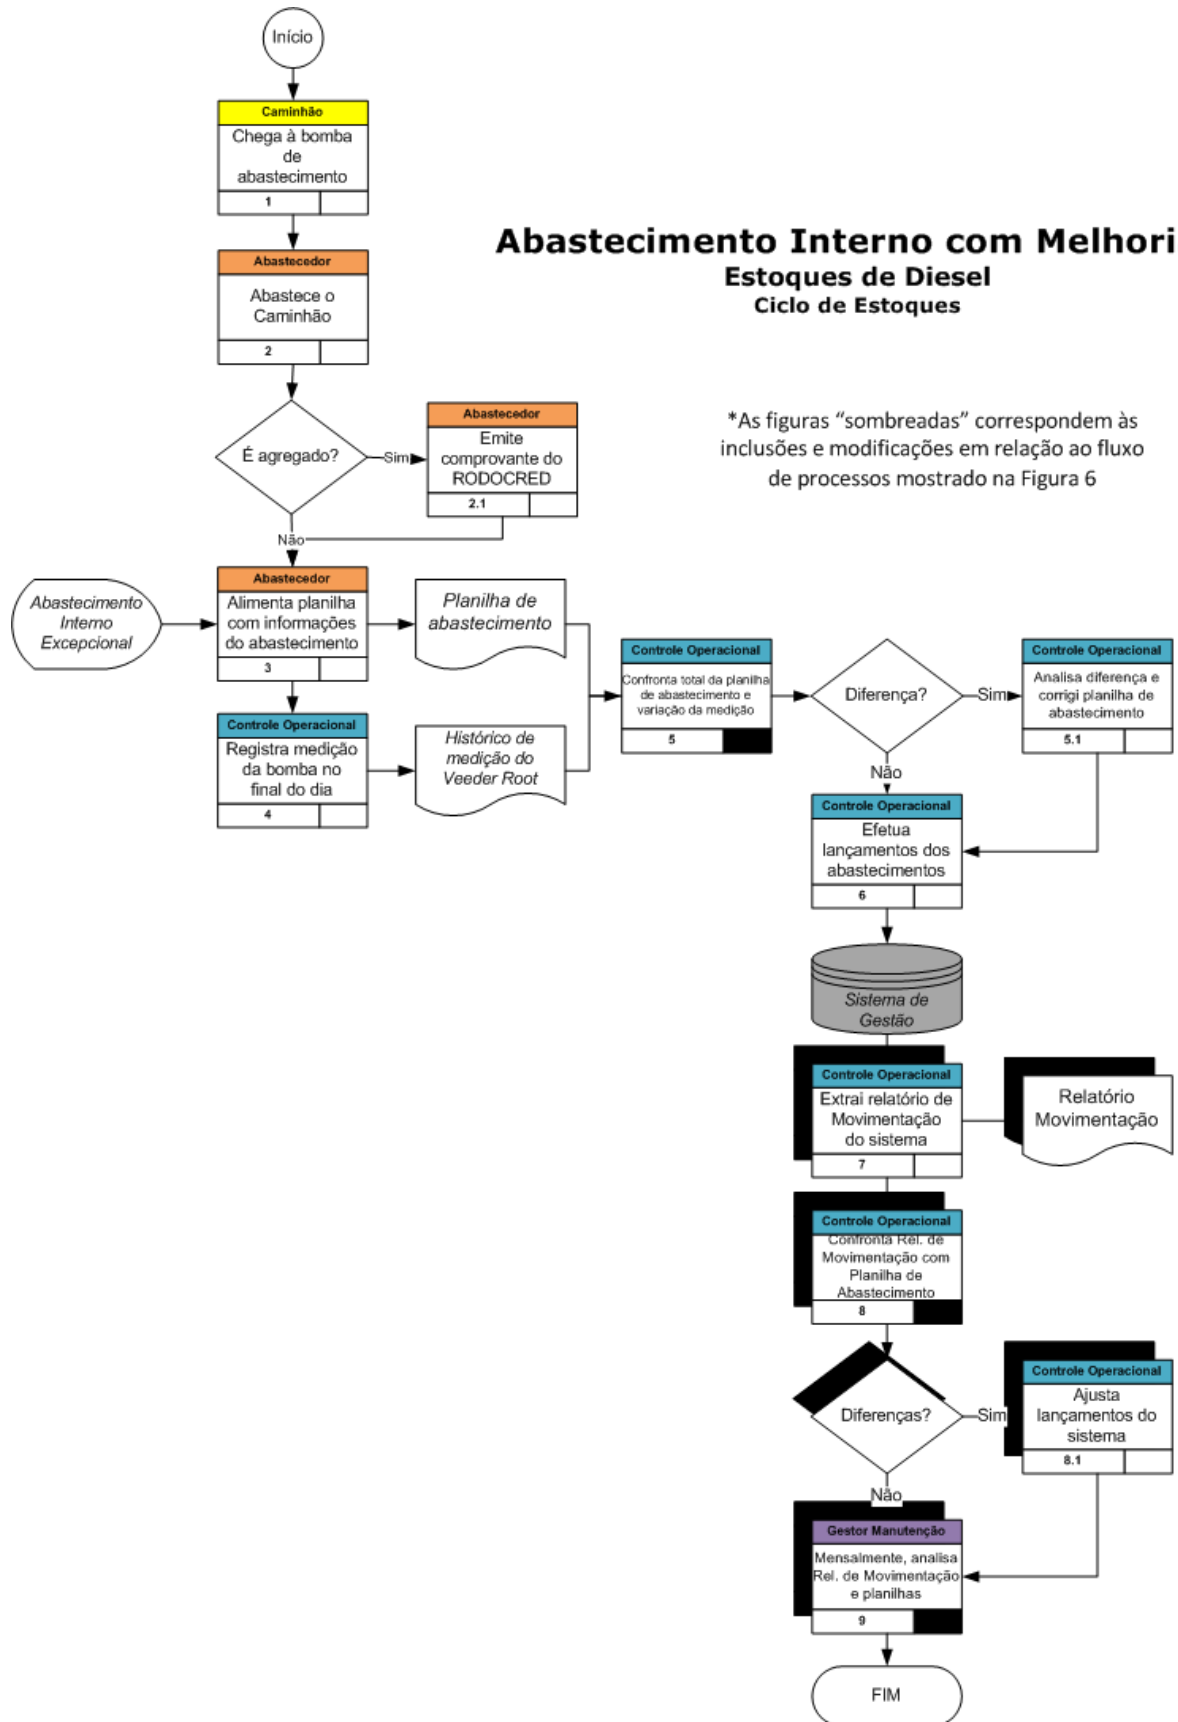 Início
Caminhão
Chega à bomba
de
abastecimento
1
Abastecimento Interno com Melhori
Estoques de Diesel
Ciclo de Estoques
Abastecedor
Abastece o
Caminhão
2
*As figuras “sombreadas” correspondem às
inclusões e modificações em relação ao fluxo
de processos mostrado na Figura 6
É agregado?
Sim
Abastecedor
Emite
comprovante do
RODOCRED
2.1
Não
Abastecimento
Interno
Excepcional
Abastecedor
Alimenta planilha
com informações
do abastecimento
3
Planilha de
abastecimento
Controle Operacional
Registra medição
da bomba no
final do dia
4
Histórico de
medição do
Veeder Root
Controle Operacional
Confronta total da planilha
de abastecimento e
variação da medição
5
Diferença?
Sim
Controle Operacional
Analisa diferença e
corrigi planilha de
abastecimento
5.1
Não
Controle Operacional
Efetua
lançamentos dos
abastecimentos
6
Sistema de
Gestão
Controle Operacional
Extrai relatório de
Movimentação
do sistema
7
Relatório
Movimentação
Controle Operacional
Confronta Rel. de
Movimentação com
Planilha de
Abastecimento
8
Diferenças?
Sim
Controle Operacional
Ajusta
lançamentos do
sistema
8.1
Não
Gestor Manutenção
Mensalmente, analisa
Rel. de Movimentação
e planilhas
9
FIM